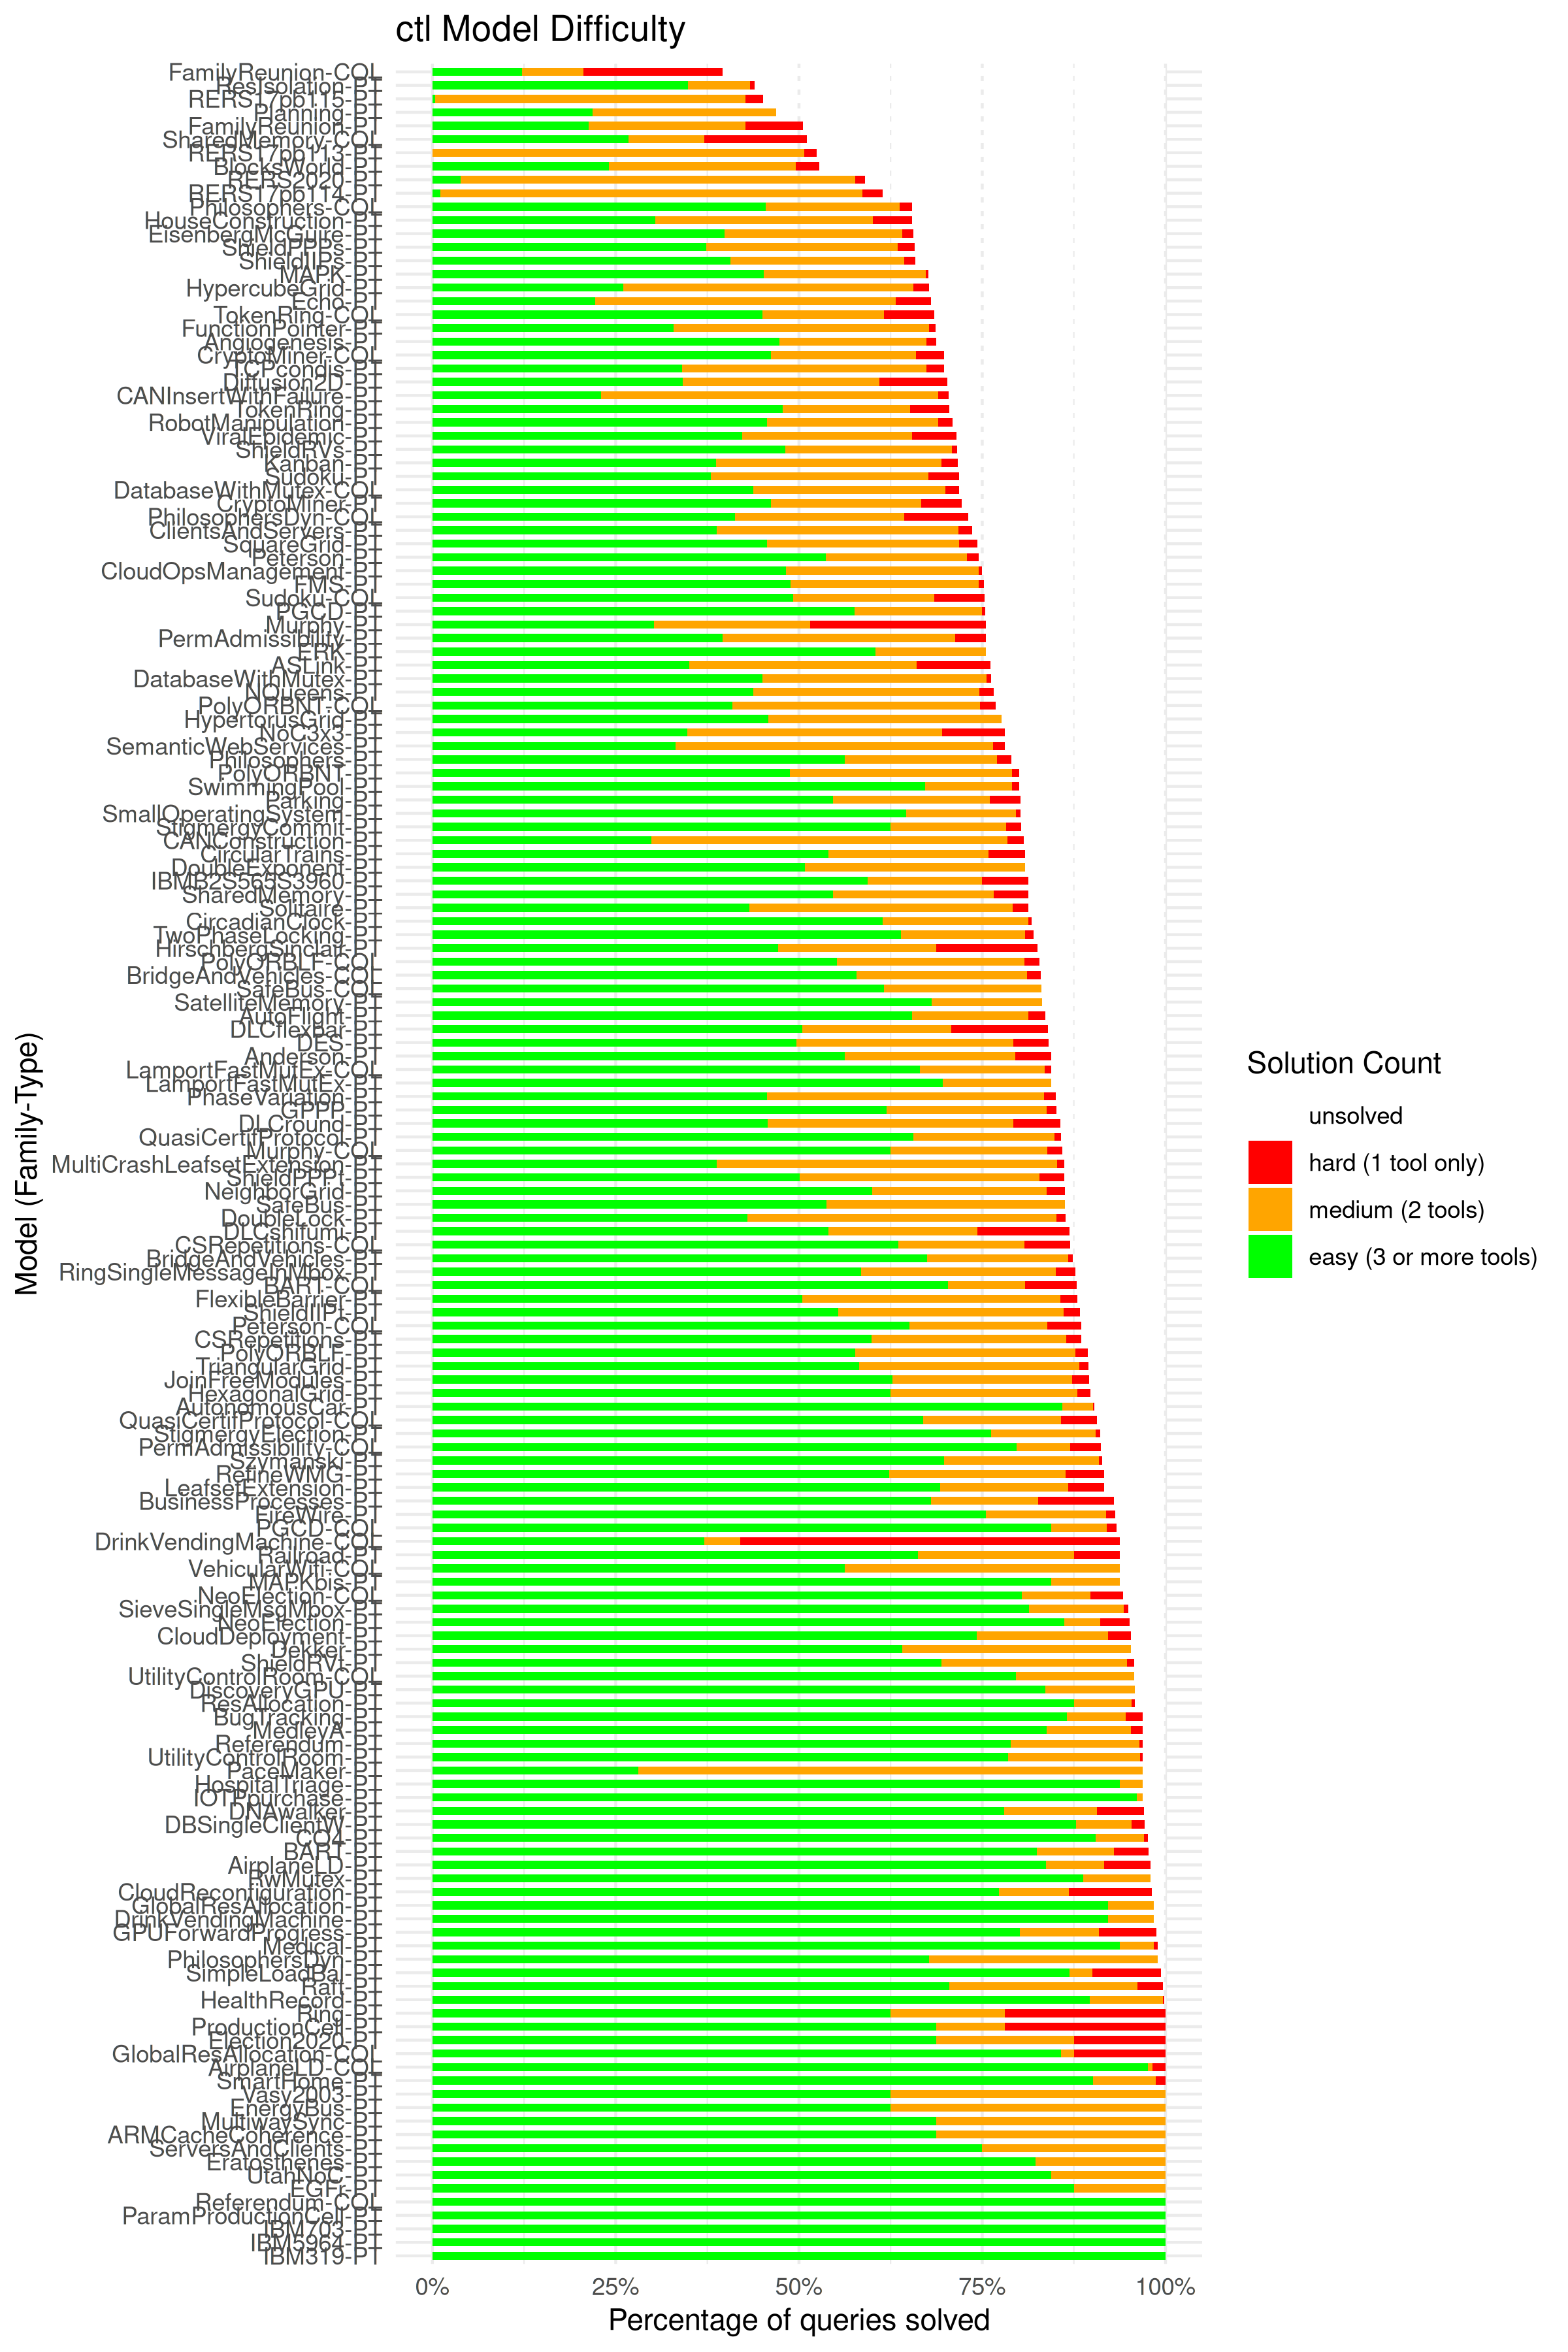 ctl Model Difficulty
FamilyReunion-COL
ResIsolation-PT
RERS17pb115-PT
Planning-PT
FamilyReunion-PT
SharedMemory-COL
RERS17pb113-PT
BlocksWorld-PT
RERS2020-PT
RERS17pb114-PT
Philosophers-COL
HouseConstruction-PT
EisenbergMcGuire-PT
ShieldPPPs-PT
ShieldIIPs-PT
MAPK-PT
HypercubeGrid-PT
Echo-PT
TokenRing-COL
FunctionPointer-PT
Angiogenesis-PT
CryptoMiner-COL
TCPcondis-PT
Diffusion2D-PT
CANInsertWithFailure-PT
TokenRing-PT
RobotManipulation-PT
ViralEpidemic-PT
ShieldRVs-PT
Kanban-PT
Sudoku-PT
DatabaseWithMutex-COL
CryptoMiner-PT
PhilosophersDyn-COL
ClientsAndServers-PT
SquareGrid-PT
Peterson-PT
CloudOpsManagement-PT
FMS-PT
Sudoku-COL
PGCD-PT
Murphy-PT
PermAdmissibility-PT
ERK-PT
ASLink-PT
DatabaseWithMutex-PT
NQueens-PT
PolyORBNT-COL
HypertorusGrid-PT
NoC3x3-PT
SemanticWebServices-PT
Philosophers-PT
PolyORBNT-PT
SwimmingPool-PT
Parking-PT
SmallOperatingSystem-PT
StigmergyCommit-PT
CANConstruction-PT
CircularTrains-PT
DoubleExponent-PT
IBMB2S565S3960-PT
SharedMemory-PT
Solitaire-PT
CircadianClock-PT
TwoPhaseLocking-PT
HirschbergSinclair-PT
PolyORBLF-COL
BridgeAndVehicles-COL
SafeBus-COL
SatelliteMemory-PT
AutoFlight-PT
DLCflexbar-PT
DES-PT
Anderson-PT
LamportFastMutEx-COL
LamportFastMutEx-PT
PhaseVariation-PT
GPPP-PT
DLCround-PT
QuasiCertifProtocol-PT
Murphy-COL
MultiCrashLeafsetExtension-PT
ShieldPPPt-PT
NeighborGrid-PT
SafeBus-PT
DoubleLock-PT
DLCshifumi-PT
CSRepetitions-COL
BridgeAndVehicles-PT
RingSingleMessageInMbox-PT
BART-COL
FlexibleBarrier-PT
ShieldIIPt-PT
Peterson-COL
CSRepetitions-PT
PolyORBLF-PT
TriangularGrid-PT
JoinFreeModules-PT
HexagonalGrid-PT
AutonomousCar-PT
QuasiCertifProtocol-COL
StigmergyElection-PT
PermAdmissibility-COL
Szymanski-PT
RefineWMG-PT
LeafsetExtension-PT
BusinessProcesses-PT
FireWire-PT
PGCD-COL
DrinkVendingMachine-COL
Railroad-PT
VehicularWifi-COL
MAPKbis-PT
NeoElection-COL
SieveSingleMsgMbox-PT
NeoElection-PT
CloudDeployment-PT
Dekker-PT
ShieldRVt-PT
UtilityControlRoom-COL
DiscoveryGPU-PT
ResAllocation-PT
BugTracking-PT
MedleyA-PT
Referendum-PT
UtilityControlRoom-PT
PaceMaker-PT
HospitalTriage-PT
IOTPpurchase-PT
DNAwalker-PT
DBSingleClientW-PT
CO4-PT
BART-PT
AirplaneLD-PT
RwMutex-PT
CloudReconfiguration-PT
GlobalResAllocation-PT
DrinkVendingMachine-PT
GPUForwardProgress-PT
Medical-PT
PhilosophersDyn-PT
SimpleLoadBal-PT
Raft-PT
HealthRecord-PT
Ring-PT
ProductionCell-PT
Election2020-PT
GlobalResAllocation-COL
AirplaneLD-COL
SmartHome-PT
Vasy2003-PT
EnergyBus-PT
MultiwaySync-PT
ARMCacheCoherence-PT
ServersAndClients-PT
Eratosthenes-PT
UtahNoC-PT
EGFr-PT
Referendum-COL
ParamProductionCell-PT
IBM703-PT
IBM5964-PT
IBM319-PT
0% 25% 50% 75% 100%
Percentage of queries solved
Model (Family-Type)
Solution Count
unsolved
hard (1 tool only)
medium (2 tools)
easy (3 or more tools)